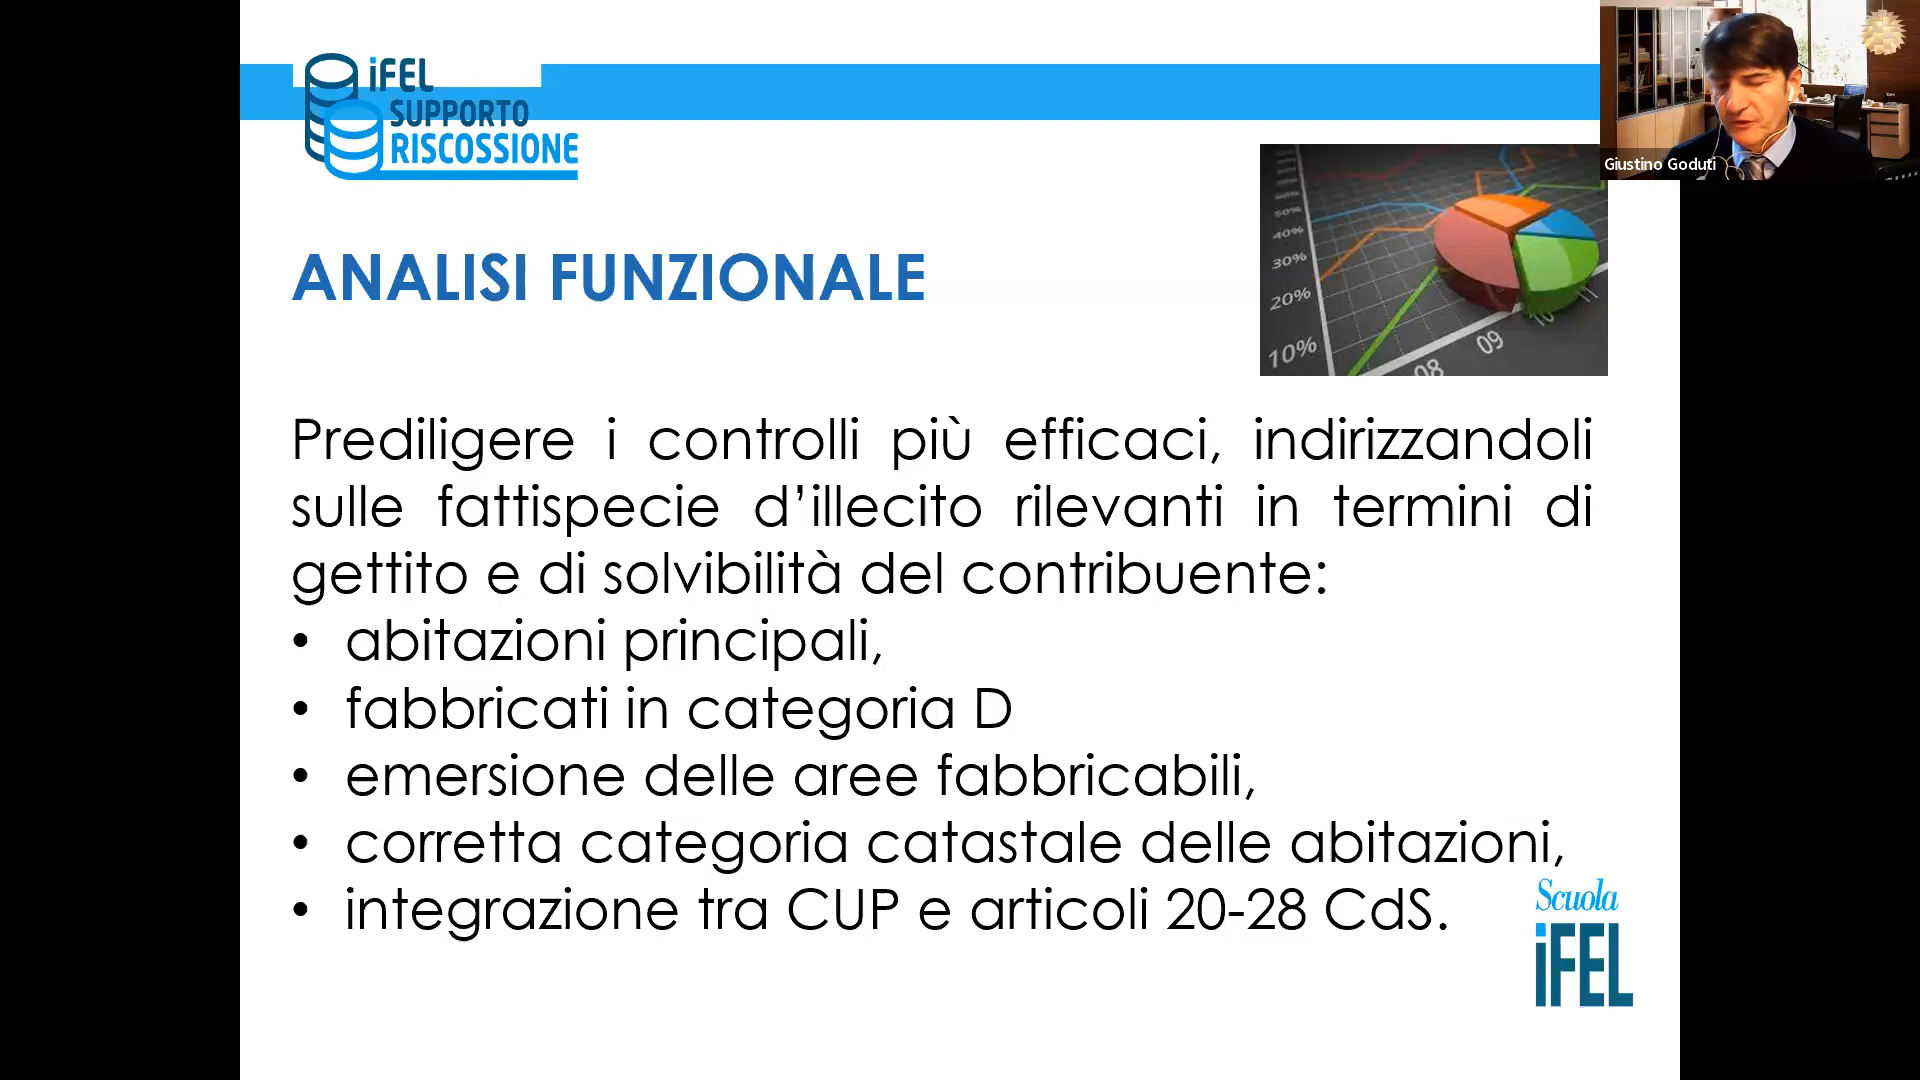 iFEL
SUPPORTO
RISCOSSIONE
Giustino Goduti
ANALISI FUNZIONALE
50%
40%
30%
20%
10%
08
09
10
Prediligere i controlli più efficaci, indirizzandoli
sulle fattispecie d’illecito rilevanti in termini di
gettito e di solvibilità del contribuente:
• abitazioni principali,
• fabbricati in categoria D
• emersione delle aree fabbricabili,
• corretta categoria catastale delle abitazioni,
• integrazione tra CUP e articoli 20-28 CdS.
Scuola
iFEL